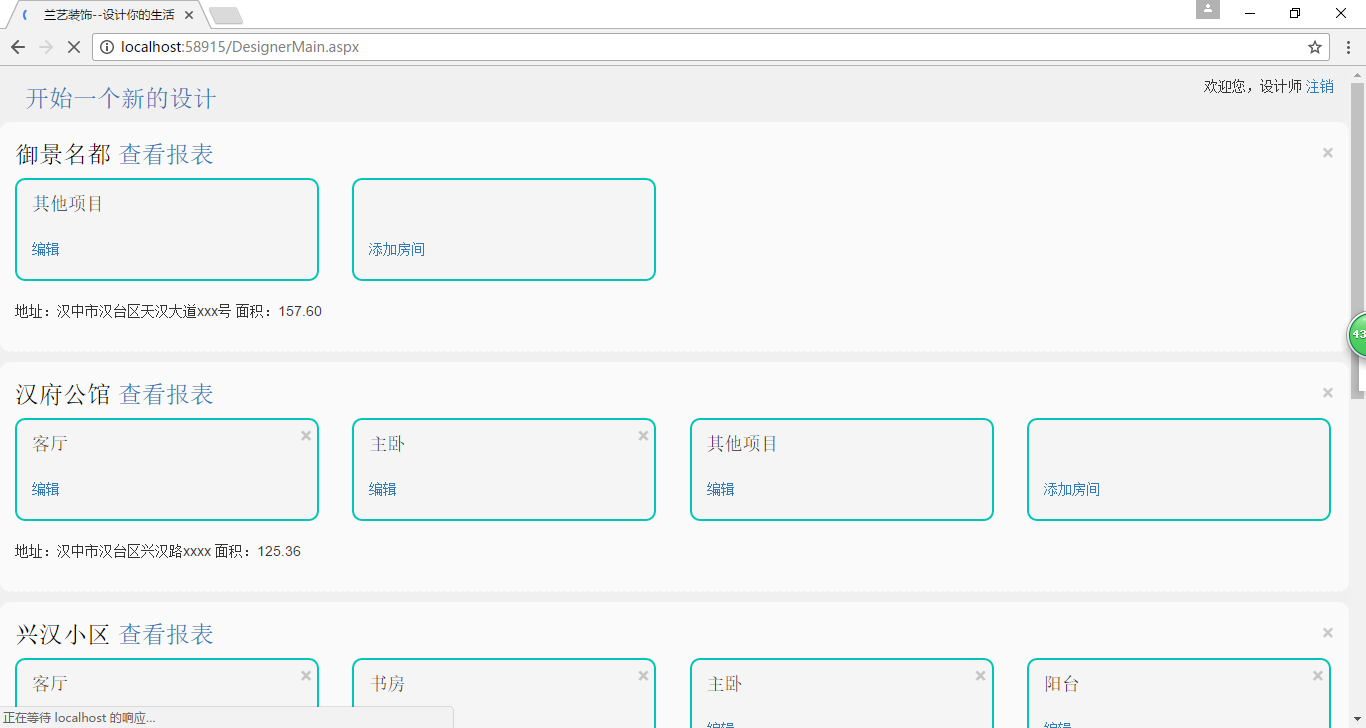 兰艺装饰--设计你的生活
localhost:58915/DesignerMain.aspx
欢迎您，设计师 注销
开始一个新的设计
御景名都 查看报表
其他项目
编辑
添加房间
地址：汉中市汉台区天汉大道xxx号 面积：157.60
43
汉府公馆 查看报表
客厅
主卧
其他项目
编辑
编辑
编辑
添加房间
地址：汉中市汉台区兴汉路xxxx 面积：125.36
兴汉小区 查看报表
客厅
书房
主卧
阳台
编辑
编辑
正在等待 localhost 的响应...